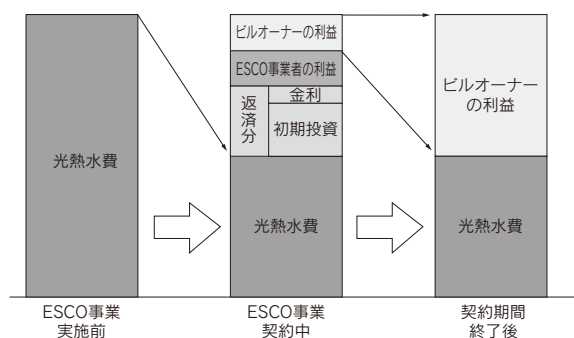 光熱水費
ESCO事業
実施前
ビルオーナーの利益
ESCO事業者の利益
返済分
金利
初期投資
光熱水費
ESCO事業
契約中
ビルオーナー
の利益
光熱水費
契約期間
終了後